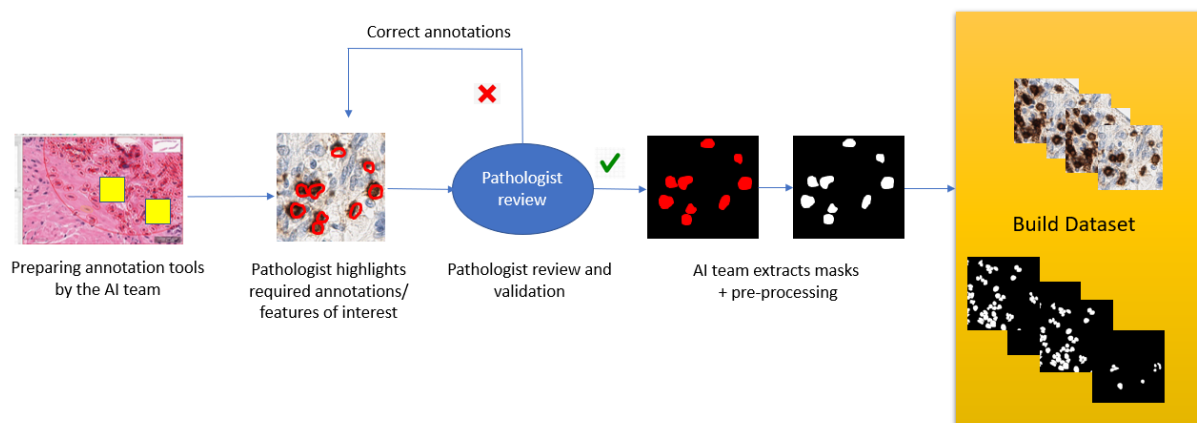 Correct annotations
Pathologist
review
Build Dataset
Preparing annotation tools
by the AI team
Pathologist highlights
required annotations/
features of interest
Pathologist review and
validation
AI team extracts masks
+ pre-processing